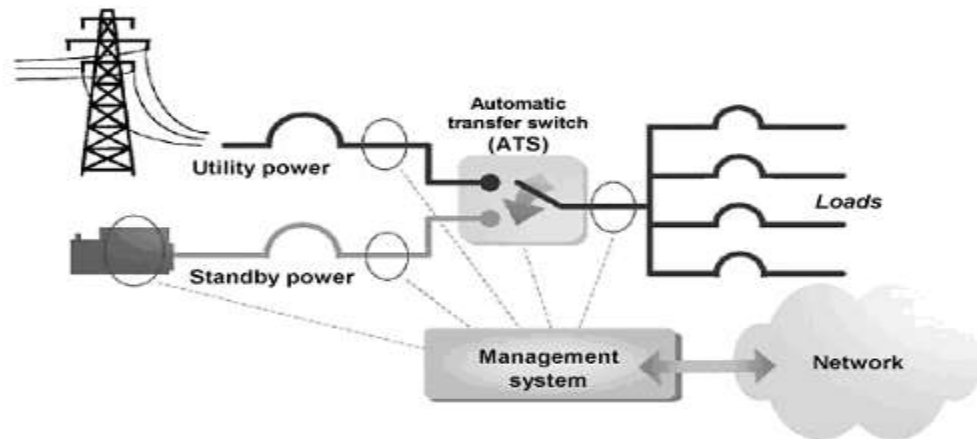 Automatic
transfer switch
(ATS)
Utility power
Loads
Standby power
Management
system
Network